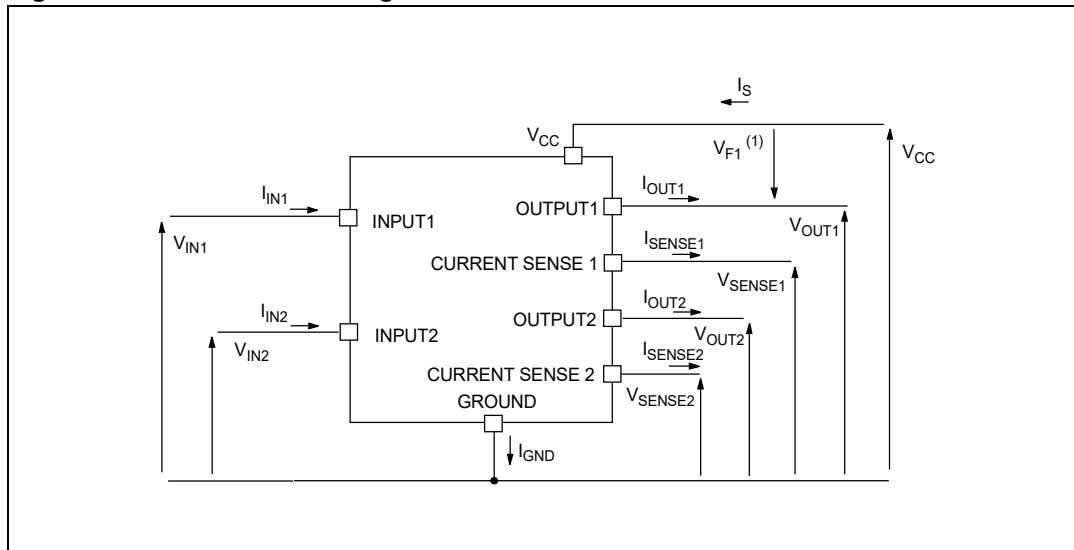 I_S
V_CC
V_F1 (1)
V_CC
I_IN1
I_OUT1
INPUT1
OUTPUT1
V_IN1
V_OUT1
I_SENSE1
CURRENT SENSE 1
V_SENSE1
I_IN2
I_OUT2
INPUT2
OUTPUT2
V_IN2
V_OUT2
I_SENSE2
CURRENT SENSE 2
V_SENSE2
GROUND
I_GND